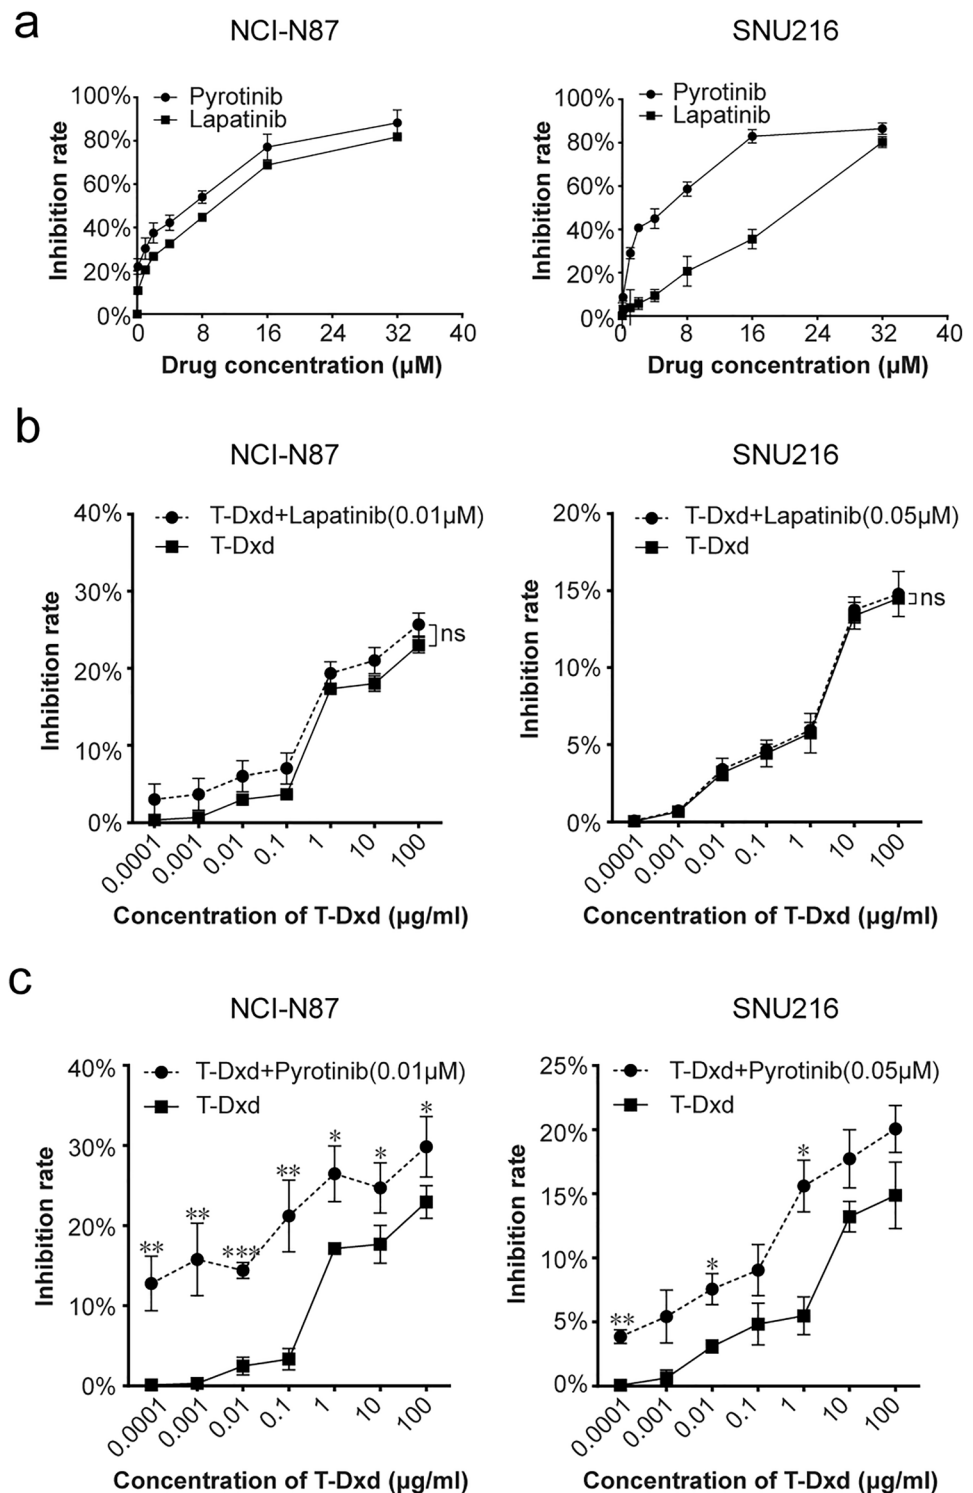 a
NCI-N87
SNU216
100%
80%
60%
40%
20%
0%
Inhibition rate
Pyrotinib
Lapatinib
0 8 16 24 32 40
Drug concentration (µM)
100%
80%
60%
40%
20%
0%
Inhibition rate
Pyrotinib
Lapatinib
0 8 16 24 32 40
Drug concentration (µM)
b
NCI-N87
SNU216
40%
30%
20%
10%
0%
Inhibition rate
T-Dxd+Lapatinib(0.01µM)
T-Dxd
ns
0.0001 0.001 0.01 0.1 1 10 100
Concentration of T-Dxd (µg/ml)
20%
15%
10%
5%
0%
Inhibition rate
T-Dxd+Lapatinib(0.05µM)
T-Dxd
ns
0.0001 0.001 0.01 0.1 1 10 100
Concentration of T-Dxd (µg/ml)
c
NCI-N87
SNU216
40%
30%
20%
10%
0%
Inhibition rate
T-Dxd+Pyrotinib(0.01µM)
T-Dxd
** ** *** ** * * *
0.0001 0.001 0.01 0.1 1 10 100
Concentration of T-Dxd (µg/ml)
25%
20%
15%
10%
5%
0%
Inhibition rate
T-Dxd+Pyrotinib(0.05µM)
T-Dxd
** * *
0.0001 0.001 0.01 0.1 1 10 100
Concentration of T-Dxd (µg/ml)